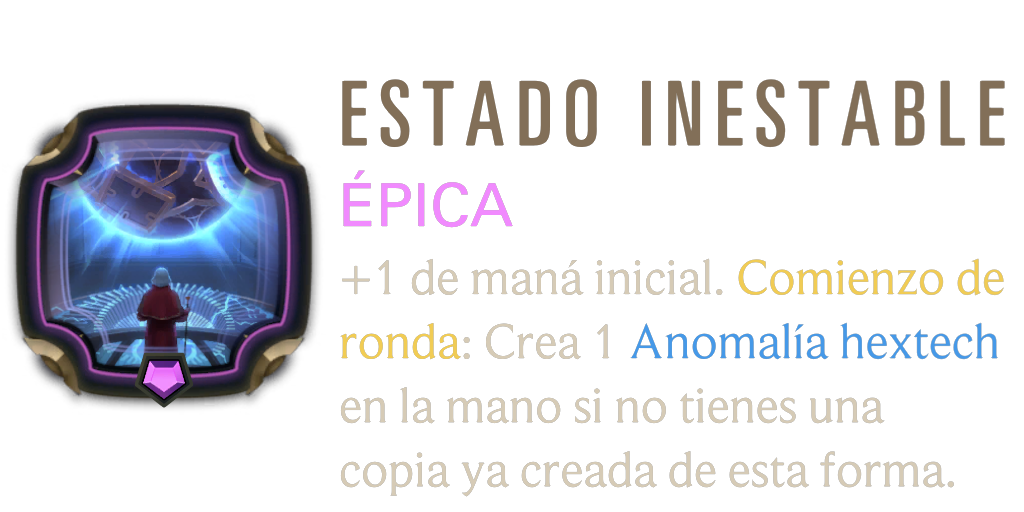 ESTADO INESTABLE
ÉPICA
+1 de maná inicial. Comienzo de
ronda: Crea 1 Anomalía hextech
en la mano si no tienes una
copia ya creada de esta forma.